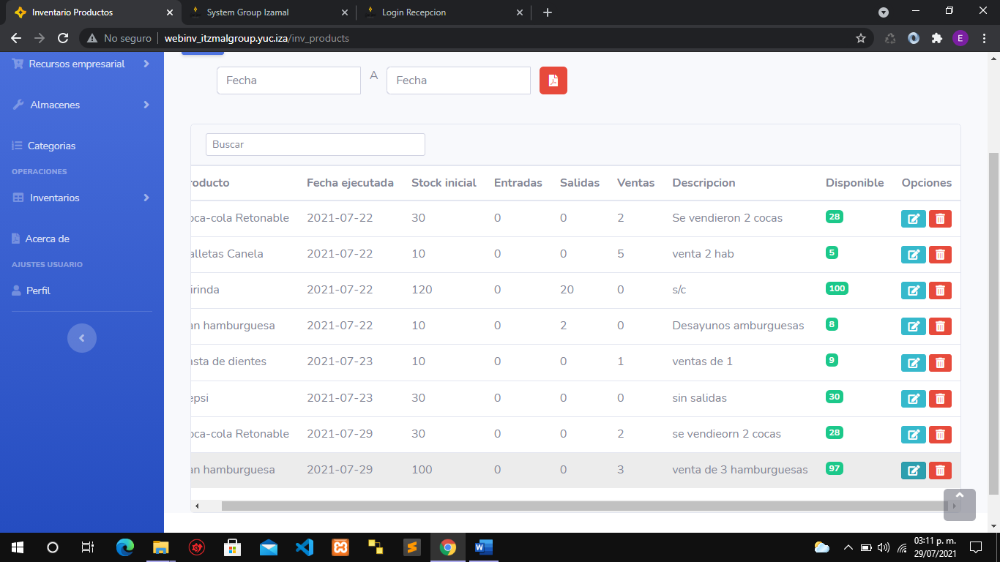 Inventario Productos
System Group Izamal
Login Recepcion
No seguro
webinv_itzmalgroup.yuc.iza/inv_products
E
Recursos empresarial
Almacenes
Categorias
OPERACIONES
Inventarios
Acerca de
AJUSTES USUARIO
Perfil
Fecha A Fecha
Buscar
roducto Fecha ejecutada Stock inicial Entradas Salidas Ventas Descripcion Disponible Opciones
oca-cola Retonable 2021-07-22 30 0 0 2 Se vendieron 2 cocas 28
alletas Canela 2021-07-22 10 0 0 5 venta 2 hab 5
irinda 2021-07-22 120 0 20 0 s/c 100
an hamburguesa 2021-07-22 10 0 2 0 Desayunos amburguesas 8
asta de dientes 2021-07-23 10 0 0 1 ventas de 1 9
epsi 2021-07-23 30 0 0 0 sin salidas 30
oca-cola Retonable 2021-07-29 30 0 0 2 se vendieorn 2 cocas 28
an hamburguesa 2021-07-29 100 0 0 3 venta de 3 hamburguesas 97
03:11 p. m.
29/07/2021